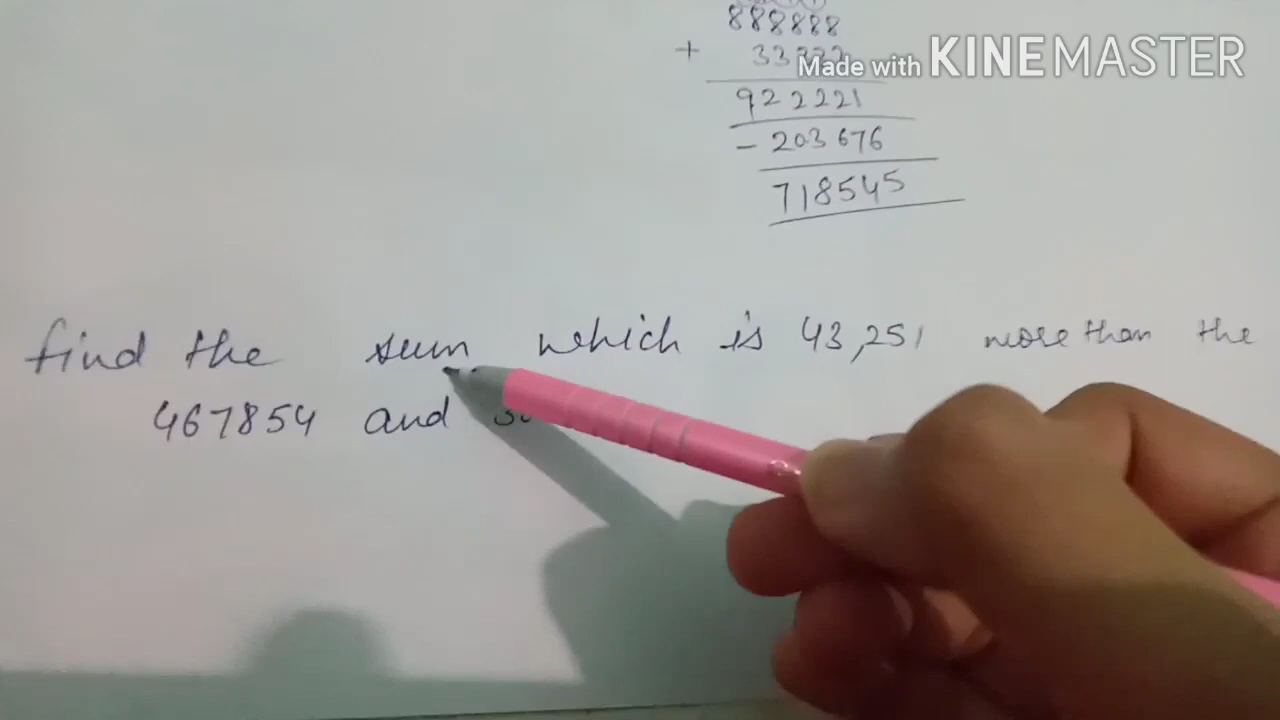 888888
Made with KINEMASTER
+ 33
922221
- 203676
718545
find the sum which is 43,251 more than the
467854 and